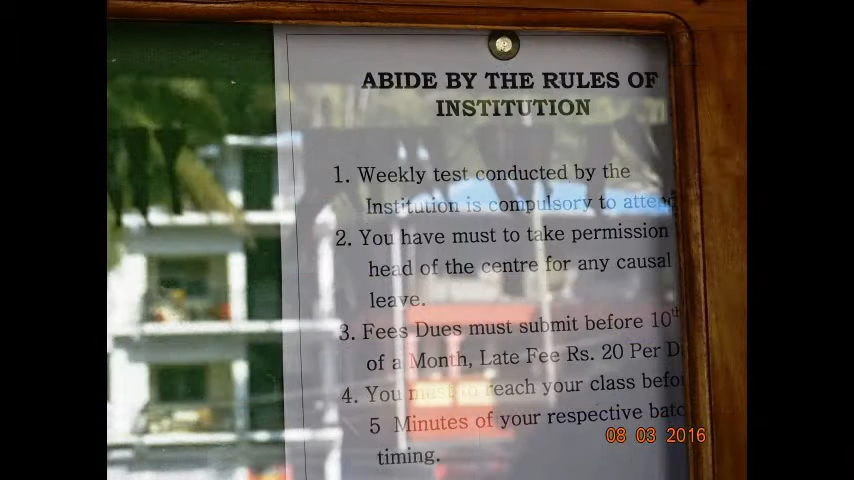 ABIDE BY THE RULES OF
INSTITUTION
1. Weekly test conducted by the
Institution is compulsory to attend
2. You have must to take permission
head of the centre for any causal
leave.
3. Fees Dues must submit before 10th
of a Month, Late Fee Rs. 20 Per D
4. You must to reach your class befo
5 Minutes of your respective batc
timing.
08 03 2016